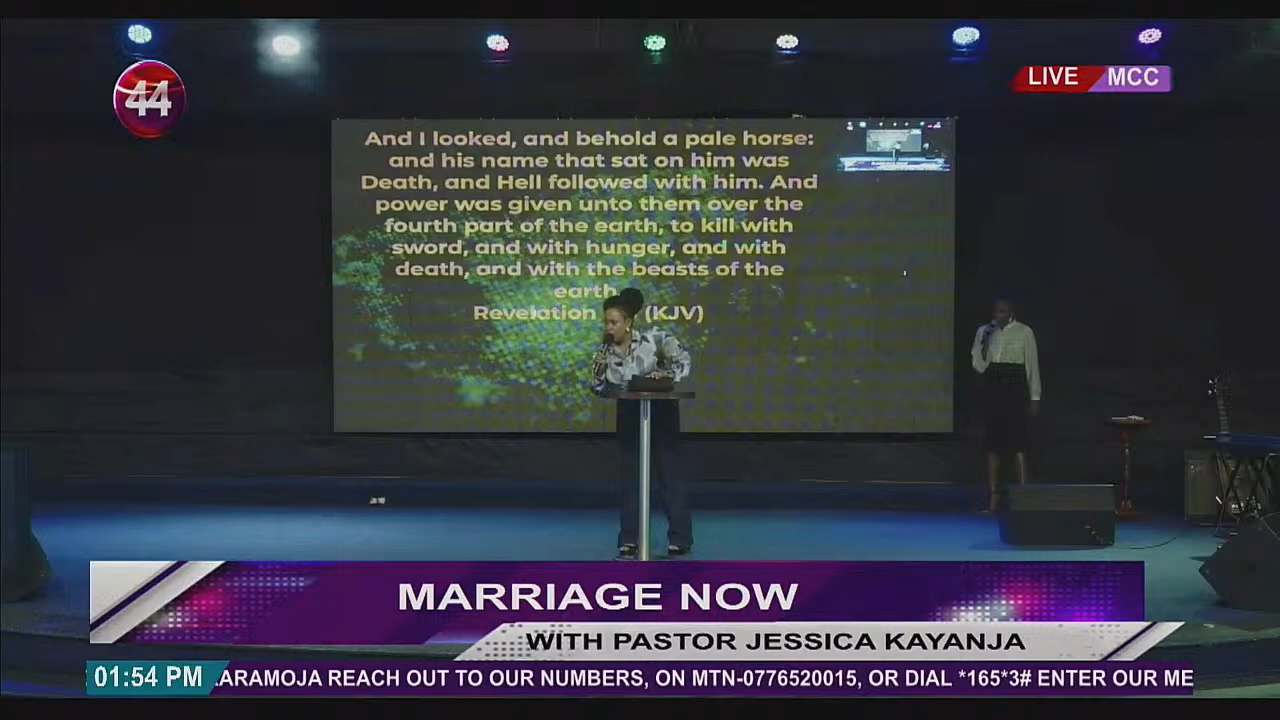 44
LIVE MCC
And I looked, and behold a pale horse:
and his name that sat on him was
Death, and Hell followed with him. And
power was given unto them over the
fourth part of the earth, to kill with
sword, and with hunger, and with
death, and with the beasts of the
earth
Revelation (KJV)
MARRIAGE NOW
WITH PASTOR JESSICA KAYANJA
01:54 PM ARAMOJA REACH OUT TO OUR NUMBERS, ON MTN-0776520015, OR DIAL *165*3# ENTER OUR ME